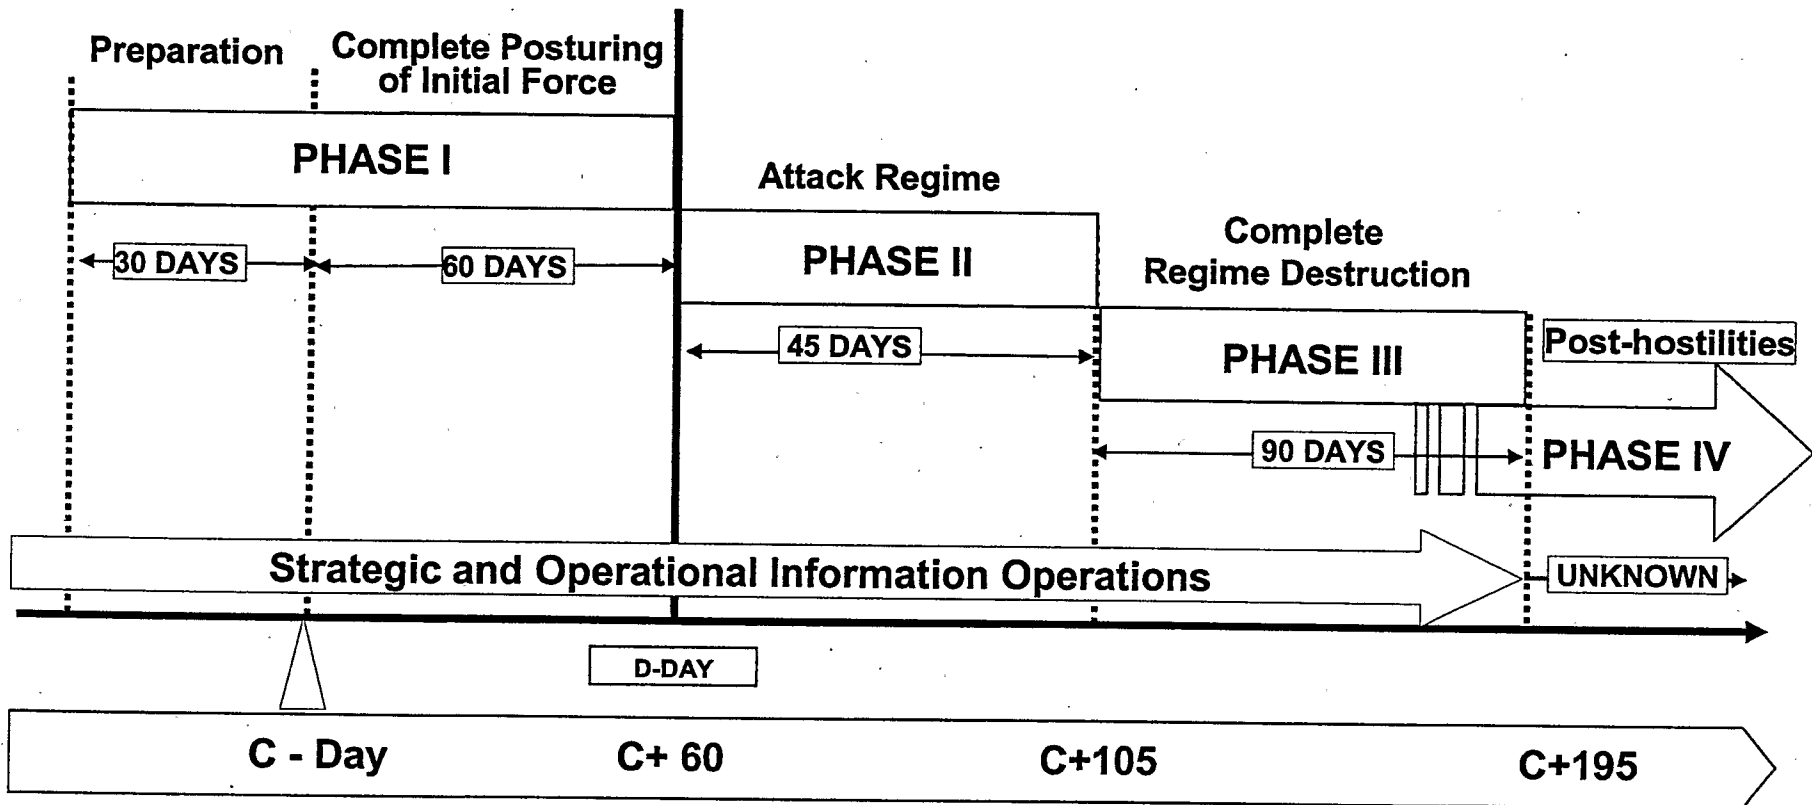 Preparation
Complete Posturing
of Initial Force
PHASE I
Attack Regime
30 DAYS
60 DAYS
PHASE II
Complete
Regime Destruction
45 DAYS
PHASE III
Post-hostilities
90 DAYS
PHASE IV
Strategic and Operational Information Operations
UNKNOWN
D-DAY
C - Day
C+ 60
C+105
C+195